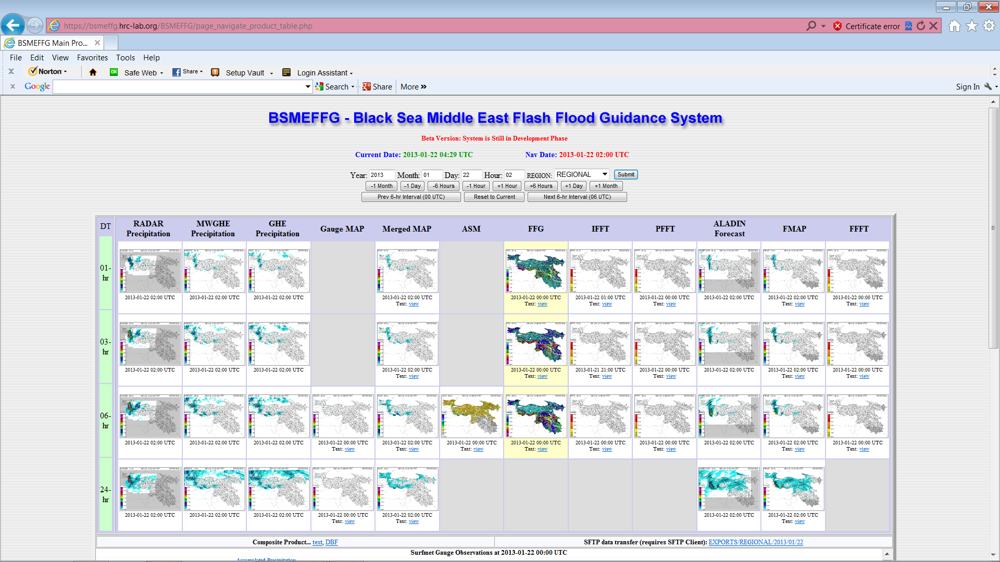 https://bsmeffg.hrc-lab.org/BSMEFFG/page_navigate_product_table.php
Certificate error
BSMEFFG Main Pro...
File Edit View Favorites Tools Help
x Norton OK Safe Web Share Setup Vault Login Assistant
x Google Search Share More » Sign In
BSMEFFG - Black Sea Middle East Flash Flood Guidance System
Beta Version: System is Still in Development Phase
Current Date: 2013-01-22 04:29 UTC Nav Date: 2013-01-22 02:00 UTC
Year: 2013 Month: 01 Day: 22 Hour: 02 REGION: REGIONAL Submit
-1 Month -1 Day -6 Hours -1 Hour +1 Hour +6 Hours +1 Day +1 Month
Prev 6-hr Interval (00 UTC) Reset to Current Next 6-hr Interval (06 UTC)
DT RADAR Precipitation MWGHE Precipitation GHE Precipitation Gauge MAP Merged MAP ASM FFG IFFT PFFT ALADIN Forecast FMAP FFFT
01-hr
2013-01-22 02:00 UTC 2013-01-22 02:00 UTC 2013-01-22 02:00 UTC 2013-01-22 02:00 UTC 2013-01-22 00:00 UTC 2013-01-22 01:00 UTC 2013-01-22 00:00 UTC 2013-01-22 02:00 UTC 2013-01-22 02:00 UTC 2013-01-22 00:00 UTC
Text: view Text: view Text: view Text: view Text: view Text: view
03-hr
2013-01-22 02:00 UTC 2013-01-22 02:00 UTC 2013-01-22 02:00 UTC 2013-01-22 02:00 UTC 2013-01-22 00:00 UTC 2013-01-21 21:00 UTC 2013-01-22 00:00 UTC 2013-01-22 02:00 UTC 2013-01-22 02:00 UTC 2013-01-22 00:00 UTC
Text: view Text: view Text: view Text: view Text: view Text: view
06-hr
2013-01-22 02:00 UTC 2013-01-22 02:00 UTC 2013-01-22 02:00 UTC 2013-01-22 00:00 UTC 2013-01-22 02:00 UTC 2013-01-22 00:00 UTC 2013-01-22 00:00 UTC 2013-01-22 00:00 UTC 2013-01-22 00:00 UTC 2013-01-22 02:00 UTC 2013-01-22 02:00 UTC 2013-01-22 00:00 UTC
Text: view Text: view Text: view Text: view Text: view Text: view Text: view Text: view
24-hr
2013-01-22 02:00 UTC 2013-01-22 02:00 UTC 2013-01-22 02:00 UTC 2013-01-22 00:00 UTC 2013-01-22 02:00 UTC 2013-01-22 02:00 UTC 2013-01-22 02:00 UTC
Text: view Text: view Text: view
Composite Product... text, DBF SFTP data transfer (requires SFTP Client): EXPORTS/REGIONAL/2013/01/22
Surfmet Gauge Observations at 2013-01-22 00:00 UTC
Accumulated Precipitation